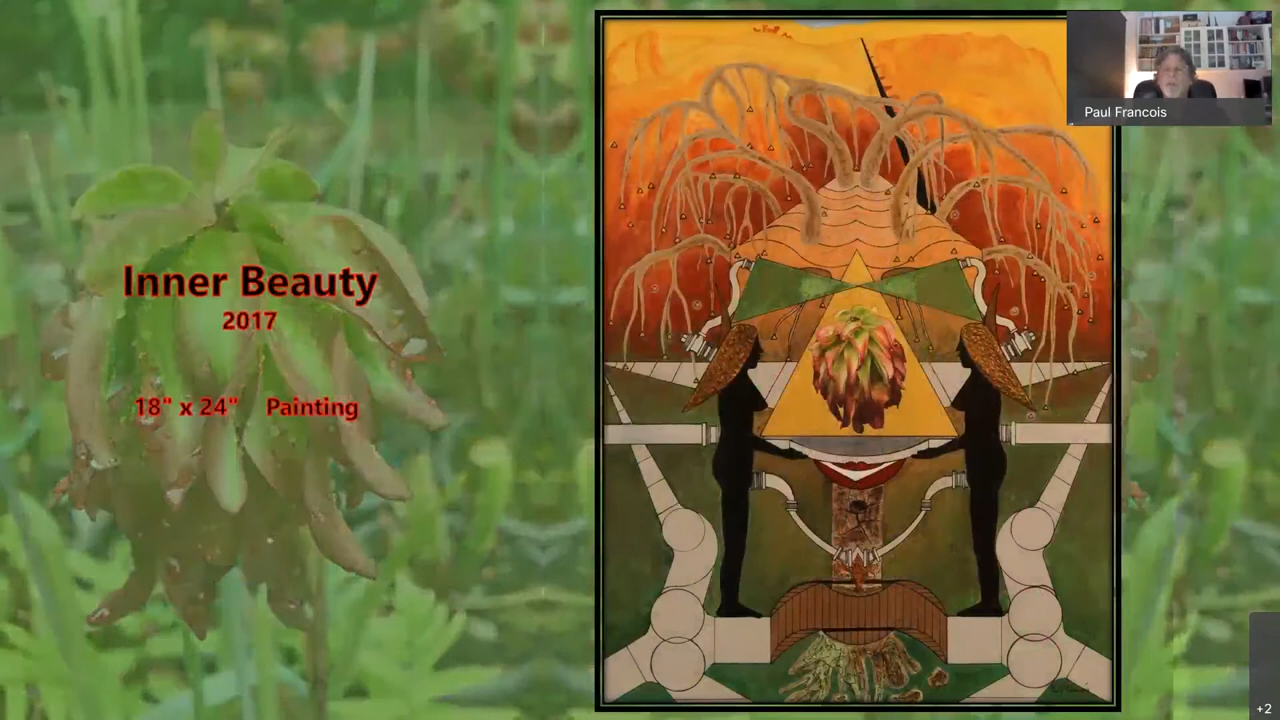 Inner Beauty
2017
18" x 24" Painting
Paul Francois
+2